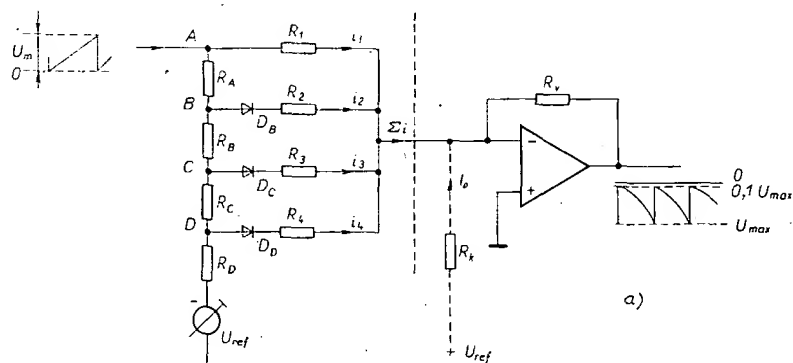 U_m
0
A
R_1
i_1
R_A
B
D_B
R_2
i_2
R_B
C
D_C
R_3
i_3
R_C
D
D_D
R_4
i_4
R_D
-
U_ref
Σi
I_o
R_k
+ U_ref
R_v
-
+
0
0,1 U_max
U_max
a)